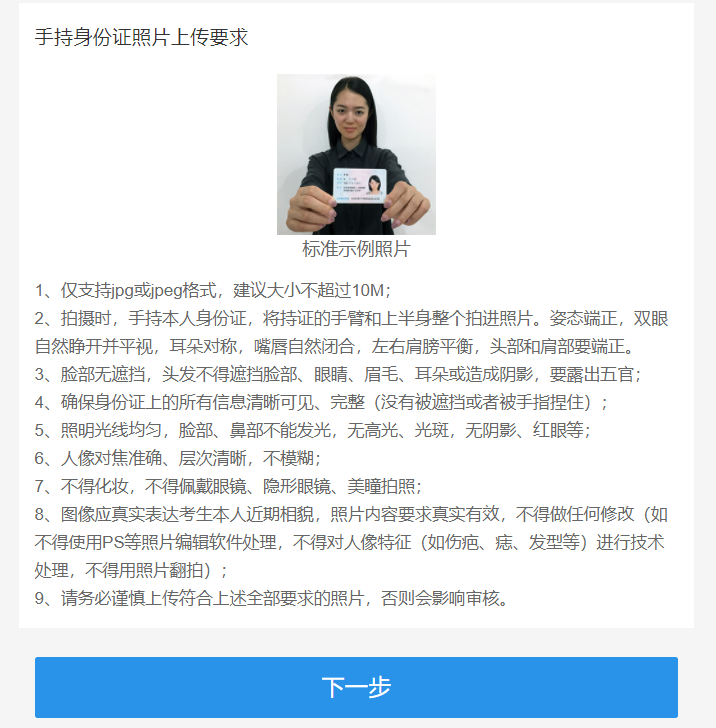 手持身份证照片上传要求
标准示例照片
1、仅支持jpg或jpeg格式，建议大小不超过10M；
2、拍摄时，手持本人身份证，将持证的手臂和上半身整个拍进照片。姿态端正，双眼
自然睁开并平视，耳朵对称，嘴唇自然闭合，左右肩膀平衡，头部和肩部要端正。
3、脸部无遮挡，头发不得遮挡脸部、眼睛、眉毛、耳朵或造成阴影，要露出五官；
4、确保身份证上的所有信息清晰可见、完整（没有被遮挡或者被手指捏住）；
5、照明光线均匀，脸部、鼻部不能发光，无高光、光斑，无阴影、红眼等；
6、人像对焦准确、层次清晰，不模糊；
7、不得化妆，不得佩戴眼镜、隐形眼镜、美瞳拍照；
8、图像应真实表达考生本人近期相貌，照片内容要求真实有效，不得做任何修改（如
不得使用PS等照片编辑软件处理，不得对人像特征（如伤疤、痣、发型等）进行技术
处理，不得用照片翻拍）；
9、请务必谨慎上传符合上述全部要求的照片，否则会影响审核。
下一步